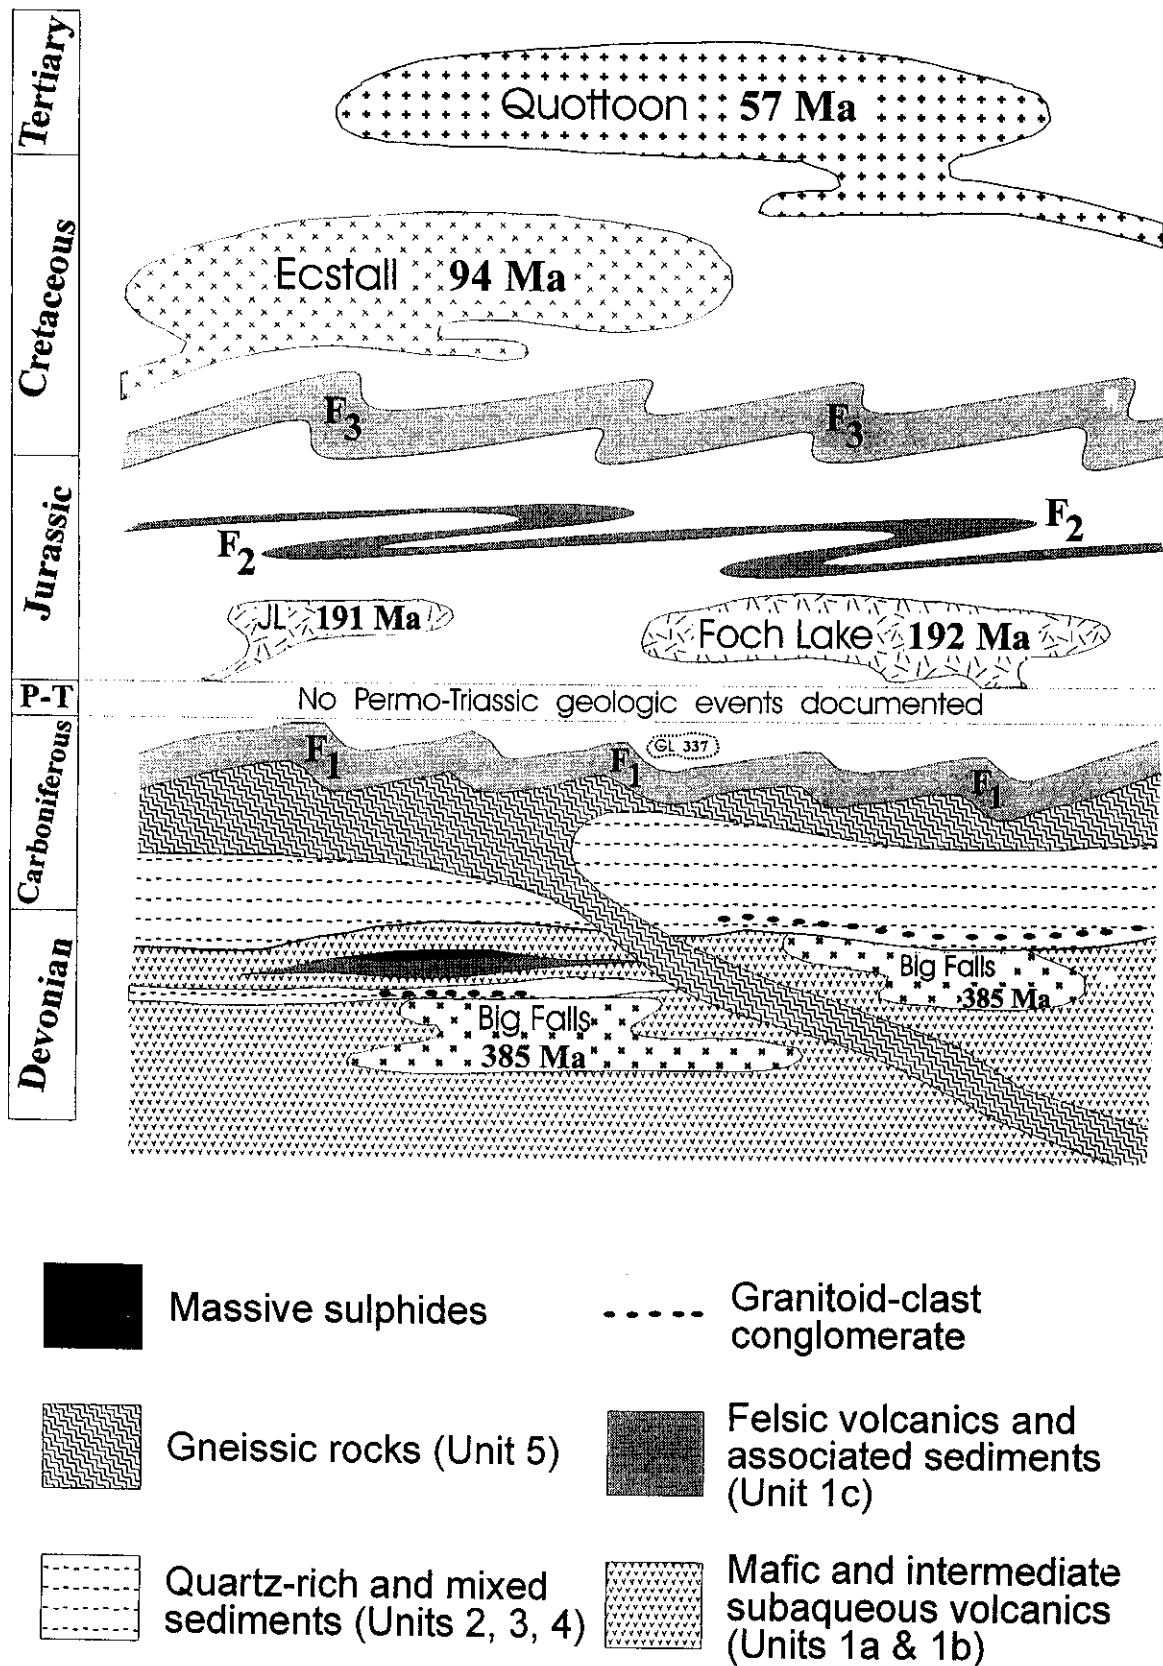 Tertiary
Quottoon 57 Ma
Cretaceous
Ecstall 94 Ma
F3
F3
Jurassic
F2
F2
JL 191 Ma
Foch Lake 192 Ma
P-T
No Permo-Triassic geologic events documented
Carboniferous
F1
F1
GL 337
F1
Devonian
Big Falls
385 Ma
Big Falls
385 Ma
Massive sulphides
Granitoid-clast
conglomerate
Gneissic rocks (Unit 5)
Felsic volcanics and
associated sediments
(Unit 1c)
Quartz-rich and mixed
sediments (Units 2, 3, 4)
Mafic and intermediate
subaqueous volcanics
(Units 1a & 1b)